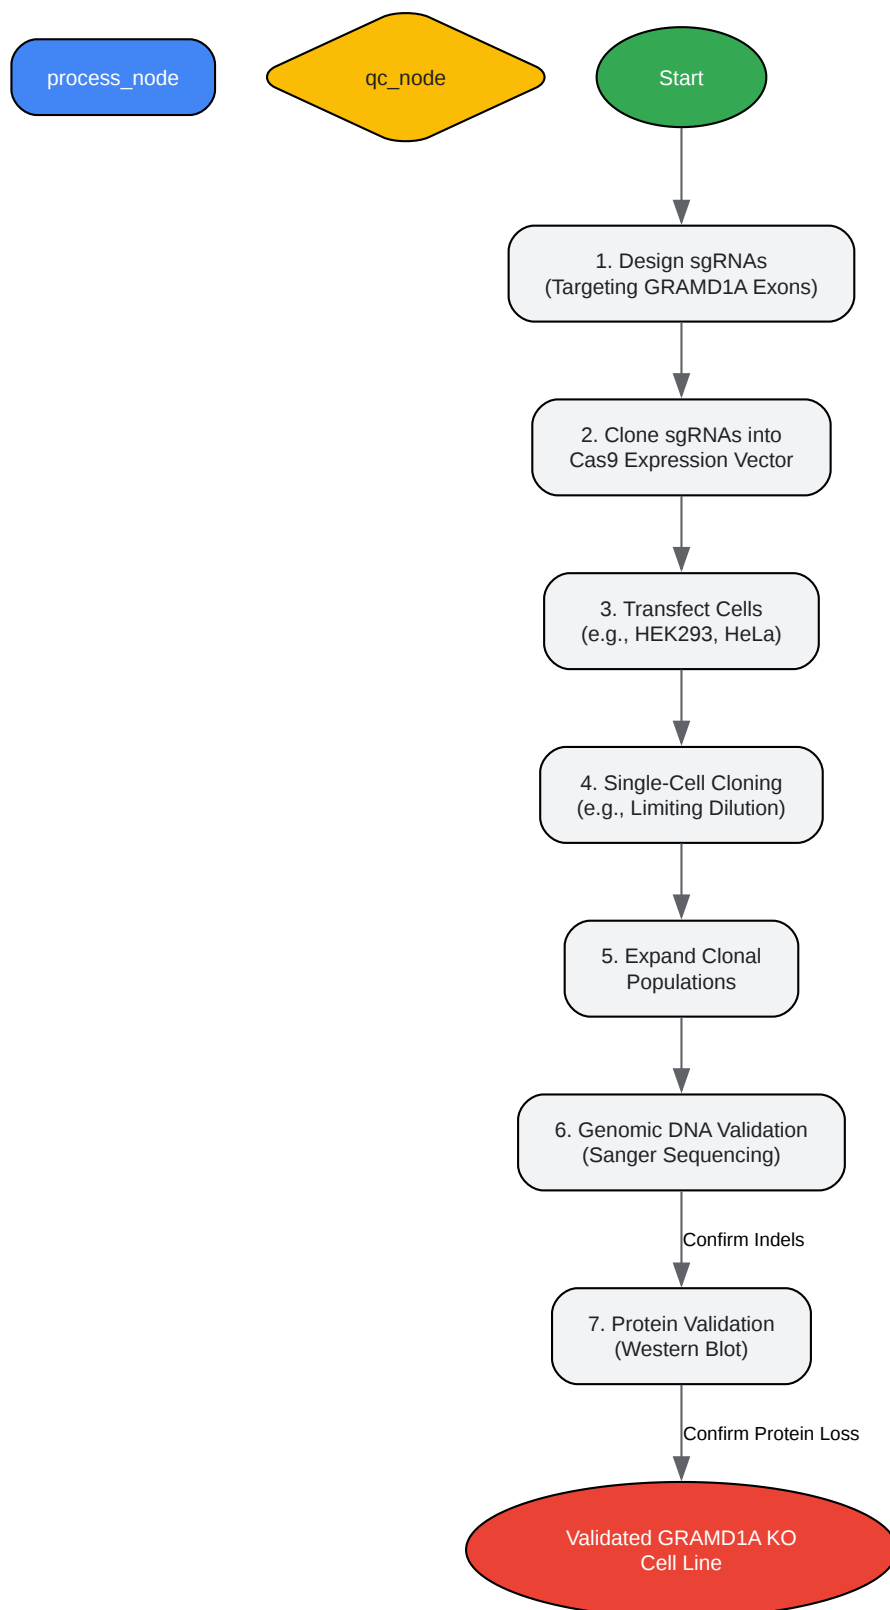 process_node
qc_node
Start
1. Design sgRNAs
(Targeting GRAMD1A Exons)
2. Clone sgRNAs into
Cas9 Expression Vector
3. Transfect Cells
(e.g., HEK293, HeLa)
4. Single-Cell Cloning
(e.g., Limiting Dilution)
5. Expand Clonal
Populations
6. Genomic DNA Validation
(Sanger Sequencing)
Confirm Indels
7. Protein Validation
(Western Blot)
Confirm Protein Loss
Validated GRAMD1A KO
Cell Line